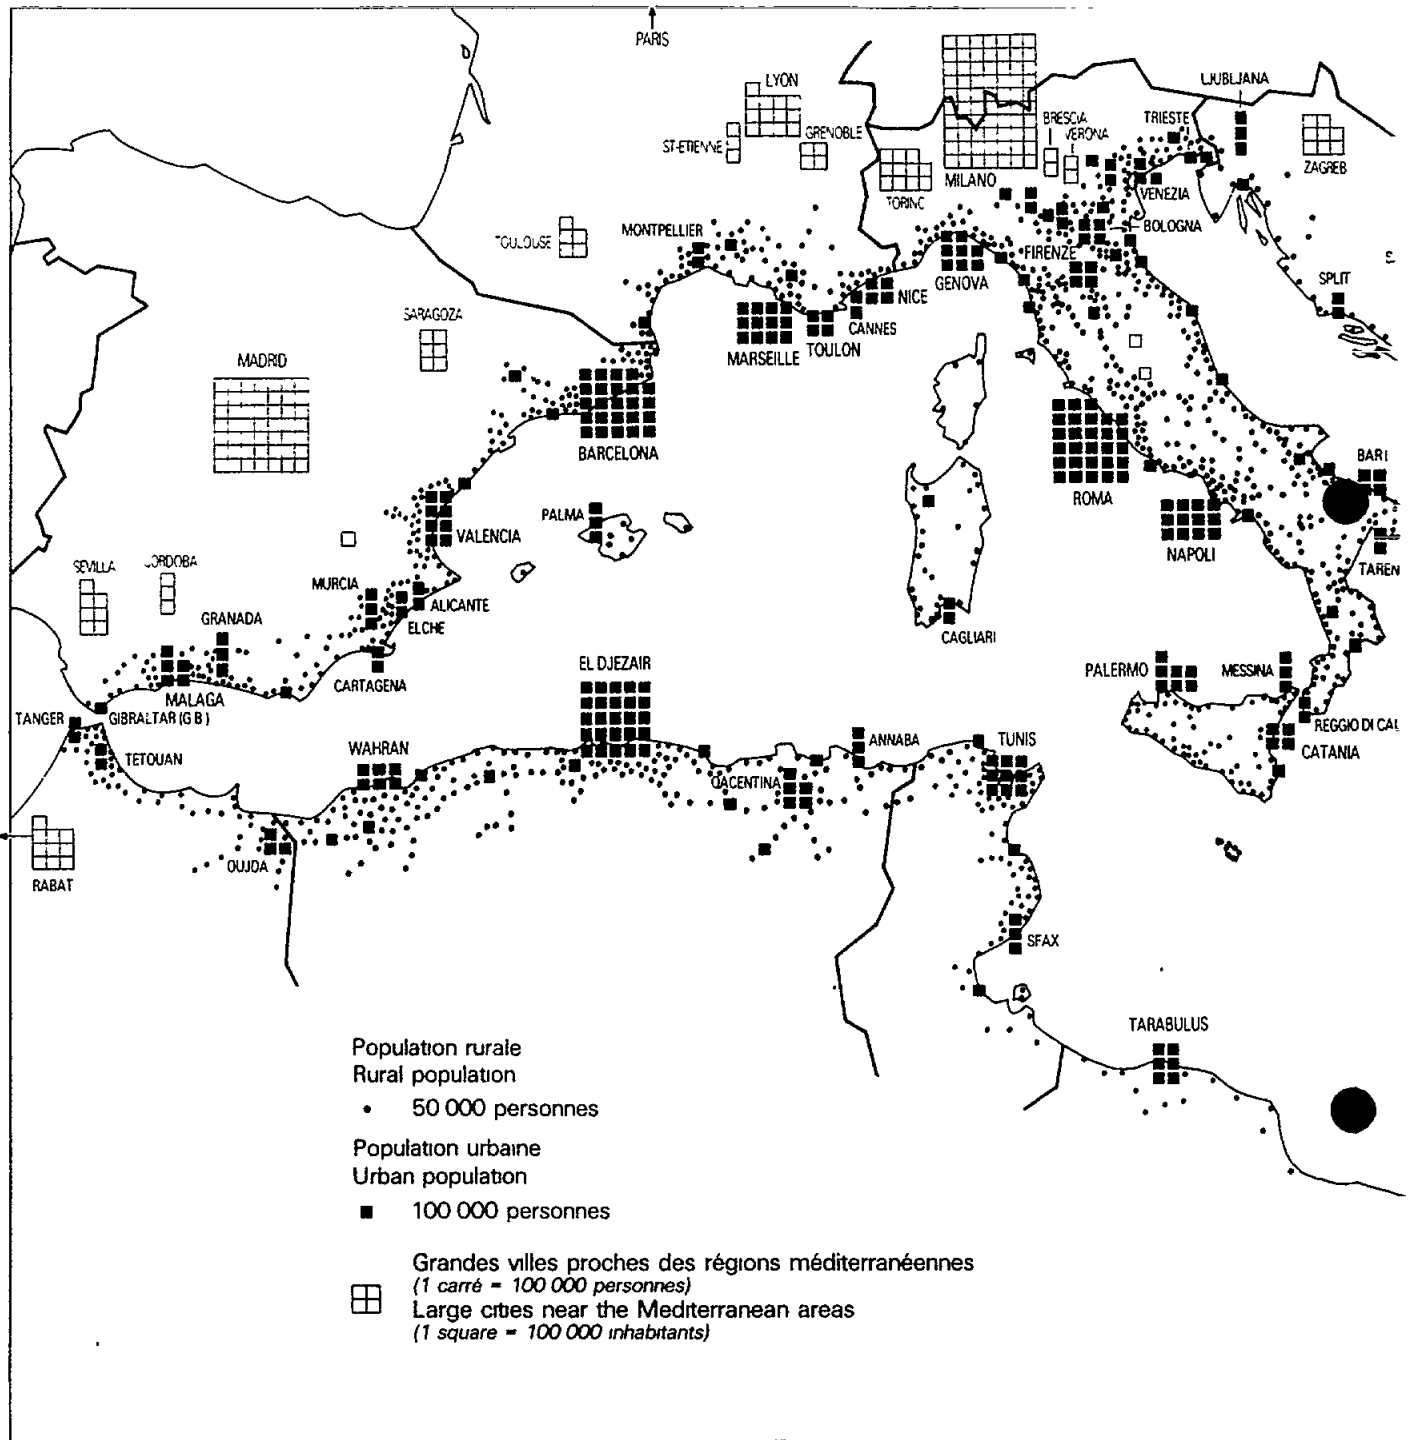 PARIS
LYON
LJUBLJANA
ST-ETIENNE
GRENOBLE
BRESCIA
VERONA
TRIESTE
ZAGREB
TORINO
MILANO
VENEZIA
TOULOUSE
MONTPELLIER
BOLOGNA
FIRENZE
GENOVA
NICE
CANNES
SPLIT
SARAGOZA
MADRID
MARSEILLE
TOULON
BARCELONA
ROMA
BARI
PALMA
VALENCIA
NAPOLI
TAREN
SEVILLA
CORDOBA
MURCIA
ALICANTE
ELCHE
GRANADA
CAGLIARI
EL DJEZAIR
PALERMO
MESSINA
CARTAGENA
MALAGA
TANGER
GIBRALTAR (G B)
REGGIO DI CAL
CATANIA
TETOUAN
WAHRAN
ANNABA
TUNIS
QACENTINA
OUJDA
RABAT
SFAX
TARABULUS
Population rurale
Rural population
50 000 personnes
Population urbaine
Urban population
100 000 personnes
Grandes villes proches des régions méditerranéennes
(1 carré = 100 000 personnes)
Large cities near the Mediterranean areas
(1 square = 100 000 inhabitants)